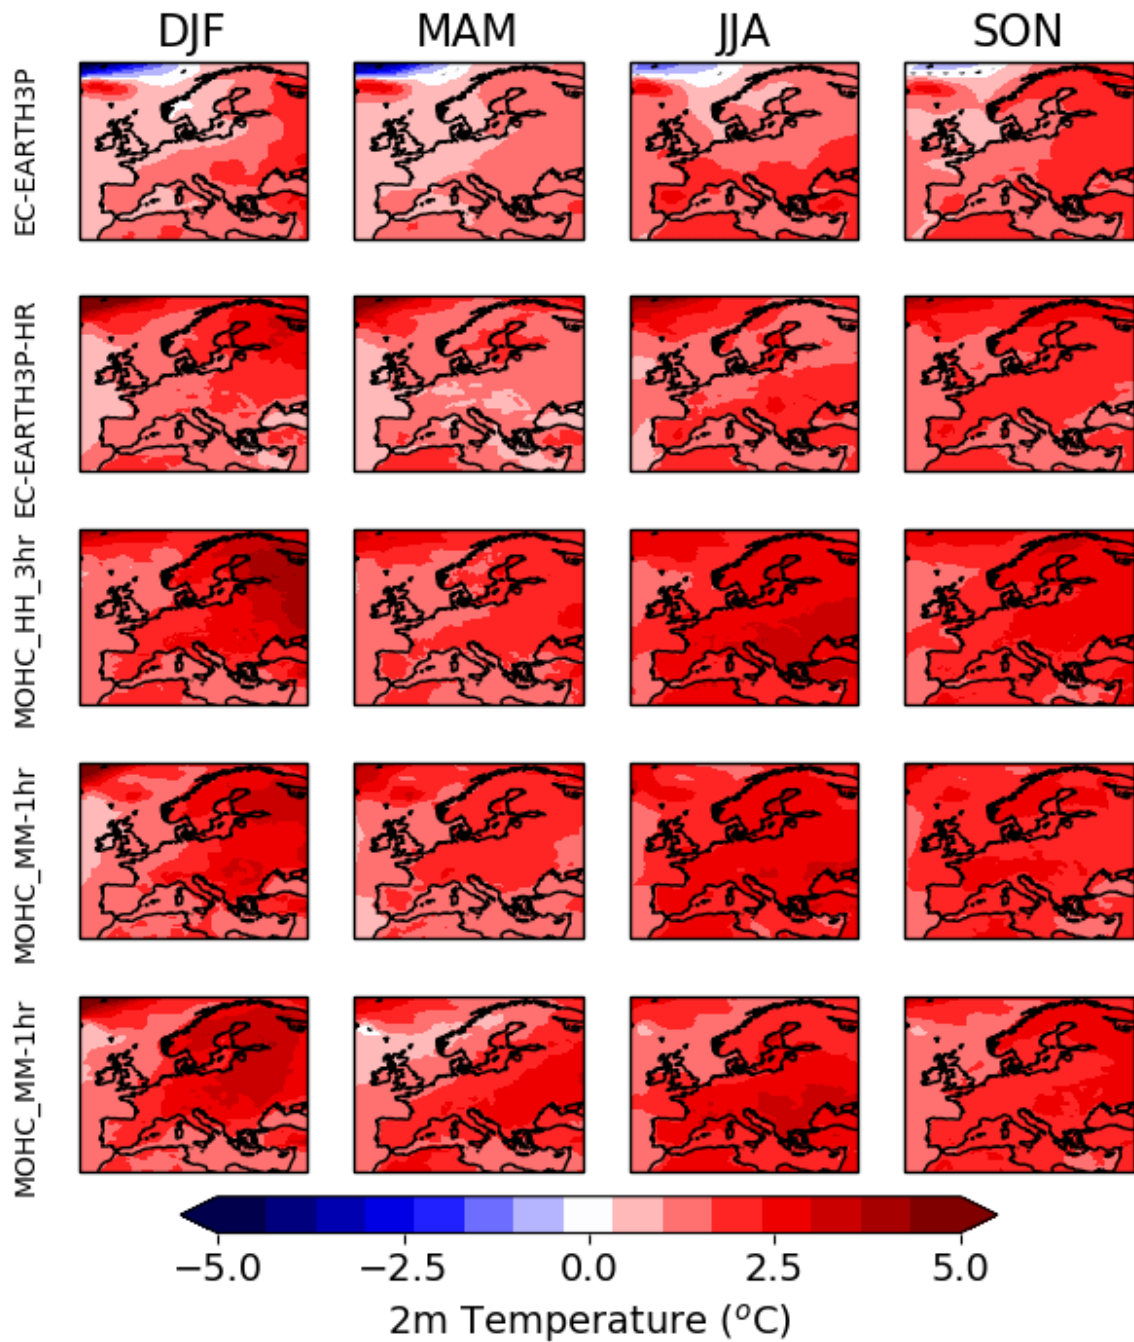 DJF MAM JJA SON
EC-EARTH3P
EC-EARTH3P-HR
MOHC_HH_3hr
MOHC_MM-1hr
MOHC_MM-1hr
−5.0 −2.5 0.0 2.5 5.0
2m Temperature (°C)